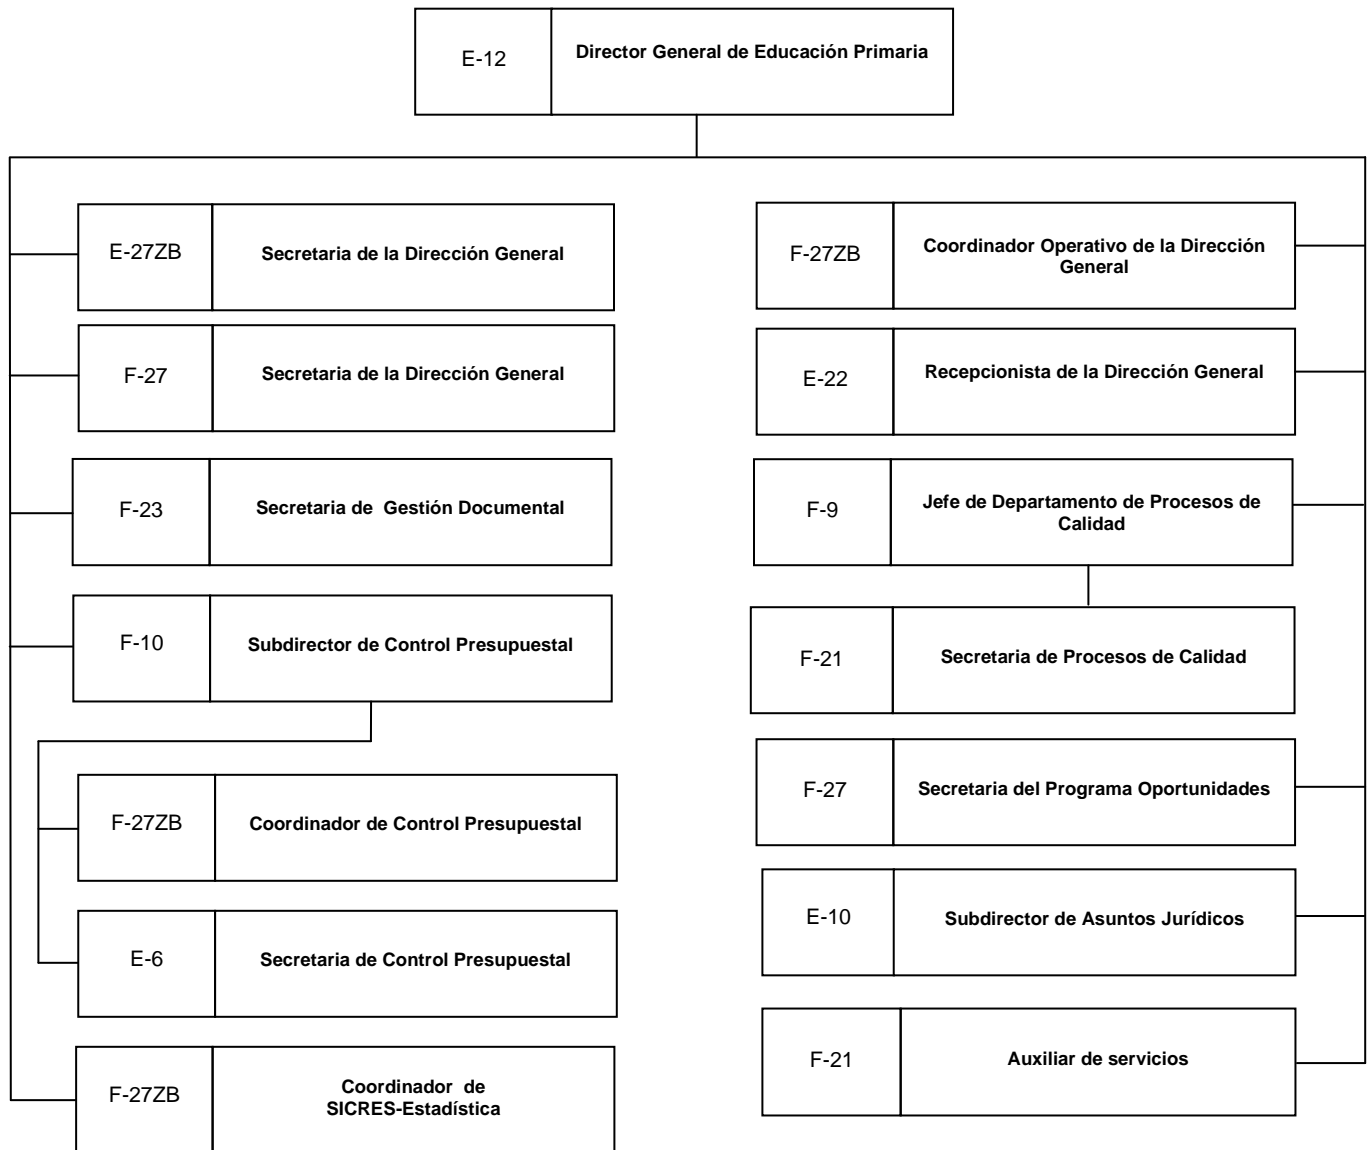 E-12
Director General de Educación Primaria
E-27ZB
Secretaria de la Dirección General
F-27
Secretaria de la Dirección General
F-23
Secretaria de Gestión Documental
F-10
Subdirector de Control Presupuestal
F-27ZB
Coordinador de Control Presupuestal
E-6
Secretaria de Control Presupuestal
F-27ZB
Coordinador de
SICRES-Estadística
F-27ZB
Coordinador Operativo de la Dirección
General
E-22
Recepcionista de la Dirección General
F-9
Jefe de Departamento de Procesos de
Calidad
F-21
Secretaria de Procesos de Calidad
F-27
Secretaria del Programa Oportunidades
E-10
Subdirector de Asuntos Jurídicos
F-21
Auxiliar de servicios